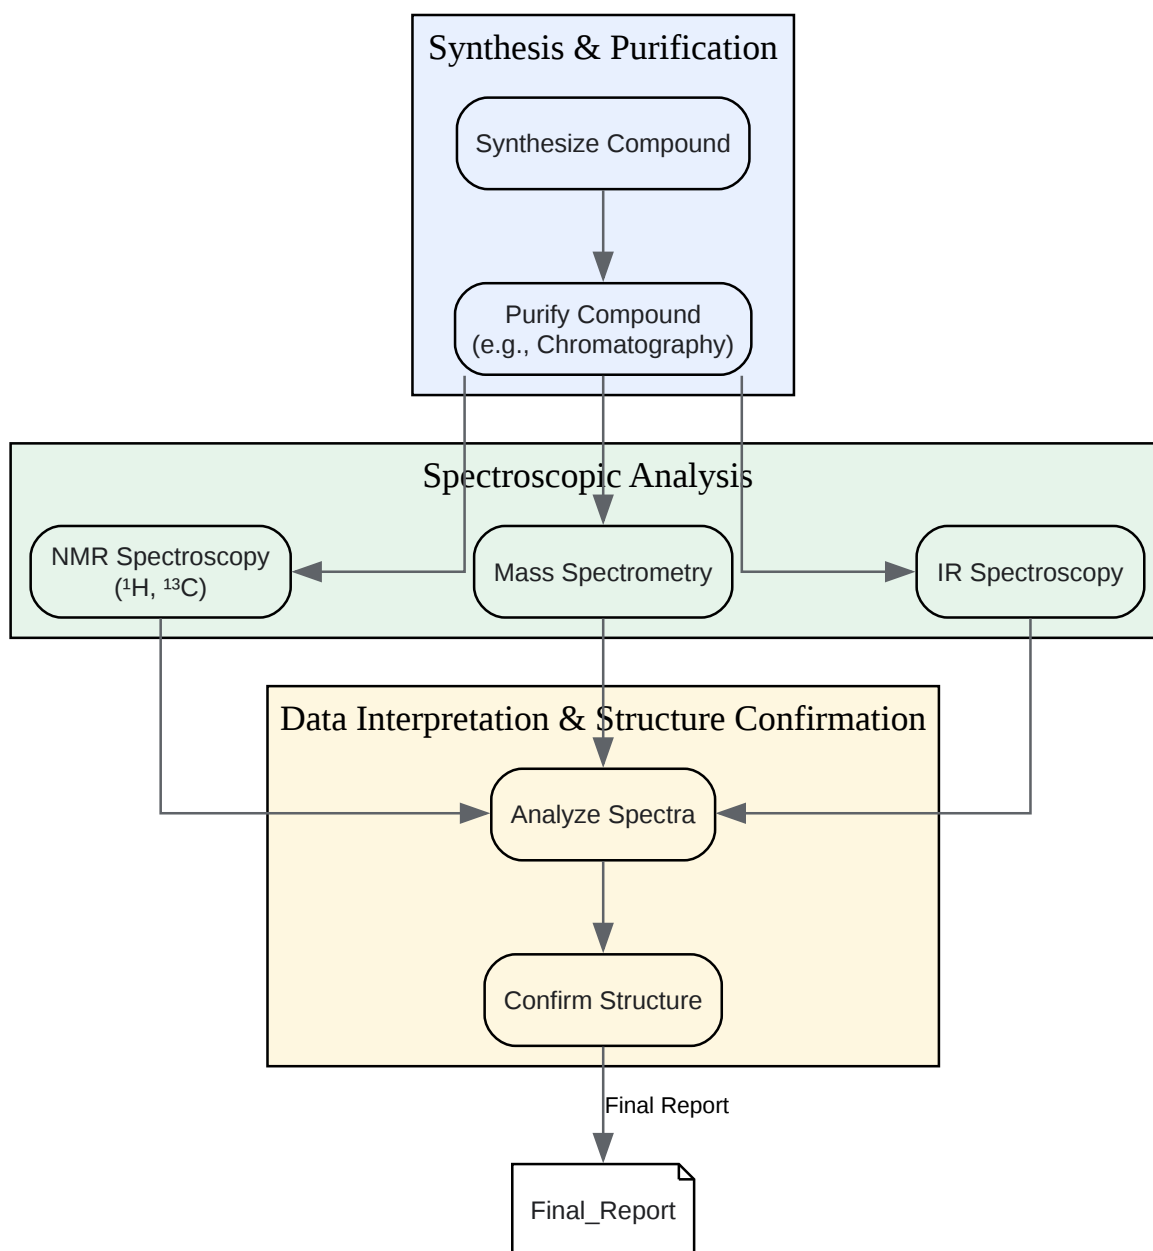 Synthesis & Purification
Synthesize Compound
Purify Compound
(e.g., Chromatography)
Spectroscopic Analysis
NMR Spectroscopy
(¹H, ¹³C)
Mass Spectrometry
IR Spectroscopy
Data Interpretation & Structure Confirmation
Analyze Spectra
Confirm Structure
Final Report
Final_Report